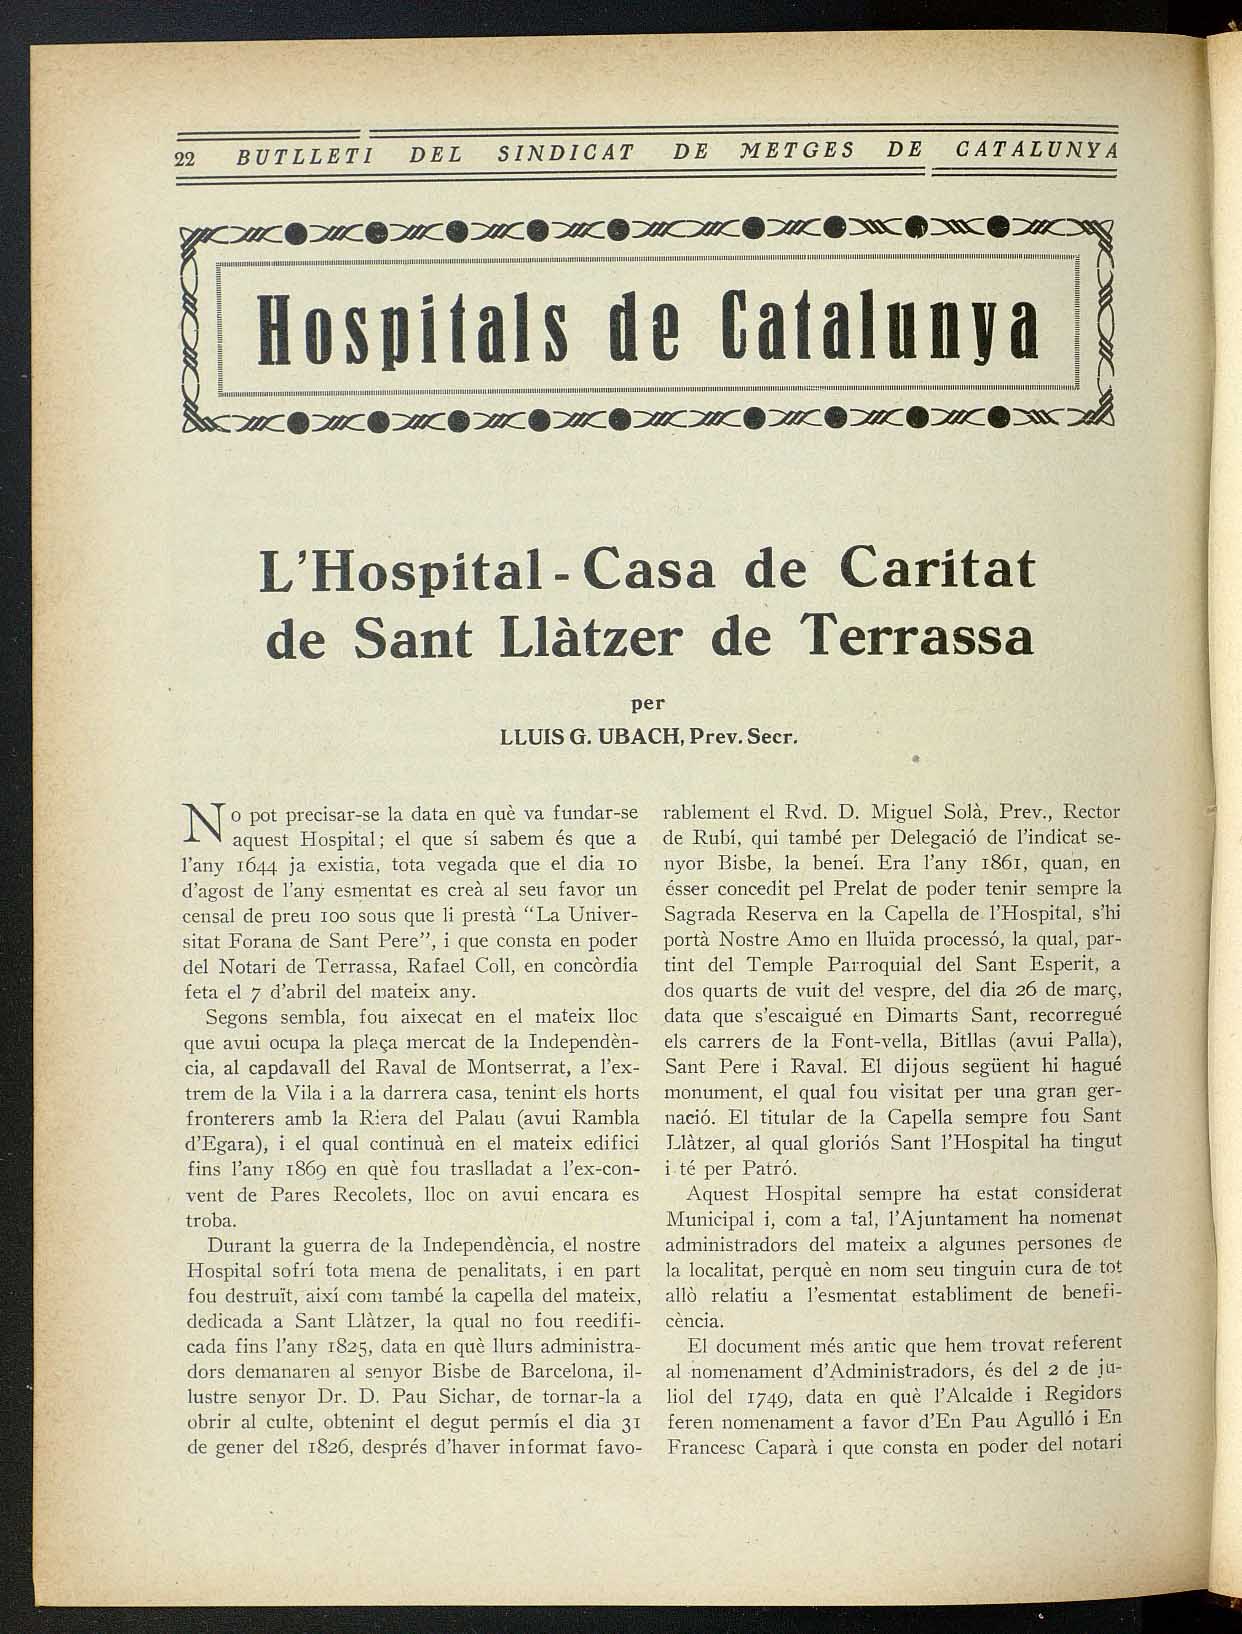 22 BUTLLETI DEL SINDICAT DE METGES DE CATALUNYA
Hospitals de Catalunya
L'Hospital - Casa de Caritat
de Sant Llàtzer de Terrassa
per
LLUIS G. UBACH, Prev. Secr.
No pot precisar-se la data en què va fundar-se
aquest Hospital; el que sí sabem és que a
l'any 1644 ja existia, tota vegada que el dia 10
d'agost de l'any esmentat es creà al seu favor un
censal de preu 100 sous que li prestà "La Univer-
sitat Forana de Sant Pere", i que consta en poder
del Notari de Terrassa, Rafael Coll, en concòrdia
feta el 7 d'abril del mateix any.
Segons sembla, fou aixecat en el mateix lloc
que avui ocupa la plaça mercat de la Independèn-
cia, al capdavall del Raval de Montserrat, a l'ex-
trem de la Vila i a la darrera casa, tenint els horts
fronterers amb la Riera del Palau (avui Rambla
d'Egara), i el qual continuà en el mateix edifici
fins l'any 1869 en què fou traslladat a l'ex-con-
vent de Pares Recolets, lloc on avui encara es
troba.
Durant la guerra de la Independència, el nostre
Hospital sofrí tota mena de penalitats, i en part
fou destruït, així com també la capella del mateix,
dedicada a Sant Llàtzer, la qual no fou reedifi-
cada fins l'any 1825, data en què llurs administra-
dors demanaren al senyor Bisbe de Barcelona, il-
lustre senyor Dr. D. Pau Sichar, de tornar-la a
obrir al culte, obtenint el degut permís el dia 31
de gener del 1826, després d'haver informat favo-
rablement el Rvd. D. Miguel Solà, Prev., Rector
de Rubí, qui també per Delegació de l'indicat se-
nyor Bisbe, la beneí. Era l'any 1861, quan, en
ésser concedit pel Prelat de poder tenir sempre la
Sagrada Reserva en la Capella de l'Hospital, s'hi
portà Nostre Amo en lluïda processó, la qual, par-
tint del Temple Parroquial del Sant Esperit, a
dos quarts de vuit del vespre, del dia 26 de març,
data que s'escaigué en Dimarts Sant, recorregué
els carrers de la Font-vella, Bitllas (avui Palla),
Sant Pere i Raval. El dijous següent hi hagué
monument, el qual fou visitat per una gran ger-
nació. El titular de la Capella sempre fou Sant
Llàtzer, al qual gloriós Sant l'Hospital ha tingut
i té per Patró.
Aquest Hospital sempre ha estat considerat
Municipal i, com a tal, l'Ajuntament ha nomenat
administradors del mateix a algunes persones de
la localitat, perquè en nom seu tinguin cura de tot
allò relatiu a l'esmentat establiment de benefi-
cència.
El document més antic que hem trovat referent
al nomenament d'Administradors, és del 2 de ju-
liol del 1749, data en què l'Alcalde i Regidors
feren nomenament a favor d'En Pau Agulló i En
Francesc Caparà i que consta en poder del notari